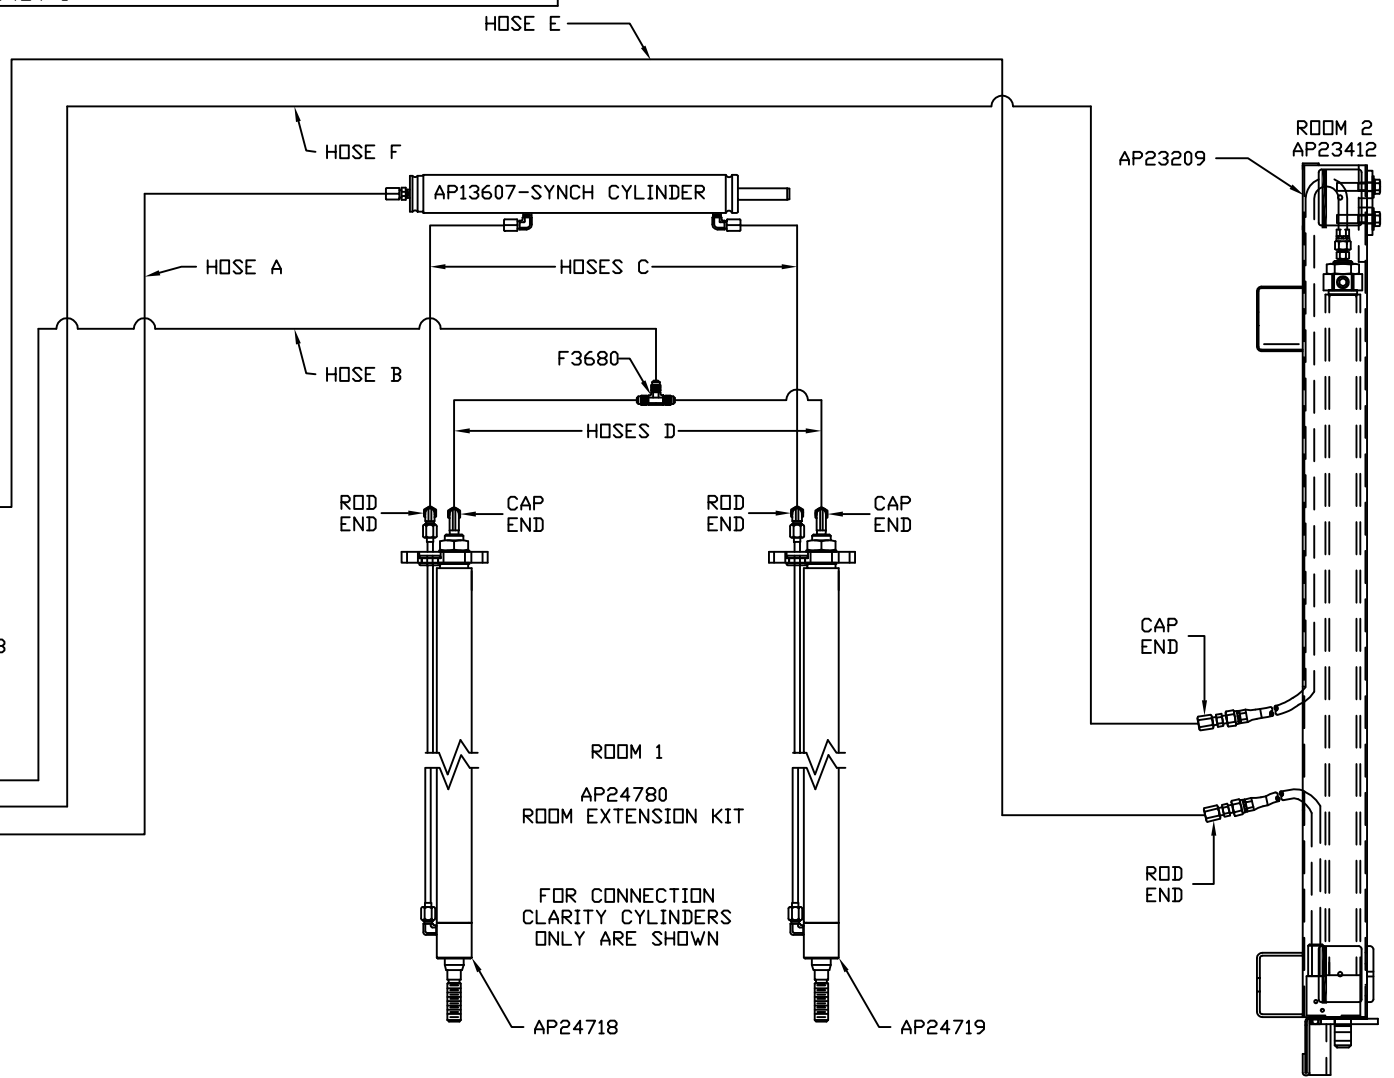 HOSE E
ROOM 2
AP23412
AP23209
HOSE F
AP13607-SYNCH CYLINDER
HOSE A
HOSES C
F3680
HOSE B
HOSES D
ROD
END
CAP
END
ROD
END
CAP
END
CAP
END
ROOM 1
AP24780
ROOM EXTENSION KIT
ROD
END
FOR CONNECTION
CLARITY CYLINDERS
ONLY ARE SHOWN
AP24718
AP24719